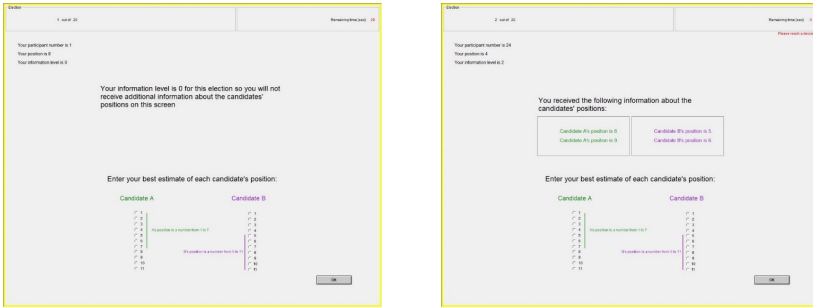 Election
1 out of 20
Remaining time [sec]: 28
Your participant number is 1
Your position is 8
Your information level is 0
Your information level is 0 for this election so you will not
receive additional information about the candidates'
positions on this screen
Enter your best estimate of each candidate's position:
Candidate A
Candidate B
1
2
3
4
5
6
7
8
9
10
11
A's position is a number from 1 to 7
1
2
3
4
5
6
7
8
9
10
11
B's position is a number from 5 to 11
OK
Election
2 out of 20
Remaining time [sec]:
Please reach a decision
Your participant number is 24
Your position is 4
Your information level is 2
You received the following information about the
candidates' positions:
Candidate A's position is
Candidate A's position is
Candidate B's position is 5
Candidate B's position is 6
Enter your best estimate of each candidate's position:
Candidate A
Candidate B
1
2
3
4
5
6
7
8
9
10
11
A's position is a number from 1 to 7
1
2
3
4
5
6
7
8
9
10
11
B's position is a number from 5 to 11
OK